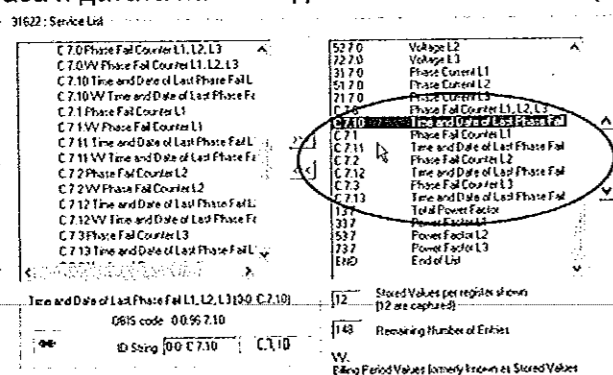 31622 : Service List
C 7.0 Phase Fail Counter L1, L2, L3
C 7.0 VV Phase Fail Counter L1, L2, L3
C 7.10 Time and Date of Last Phase Fail L
C 7.10 VV Time and Date of Last Phase Fa
C 7.1 Phase Fail Counter L1
C 7.1 VV Phase Fail Counter L1
C 7.11 Time and Date of Last Phase Fail L
C 7.11 VV Time and Date of Last Phase Fa
C 7.2 Phase Fail Counter L2
C 7.2 VV Phase Fail Counter L2
C 7.12 Time and Date of Last Phase Fail L
C 7.12 VV Time and Date of Last Phase Fa
C 7.3 Phase Fail Counter L3
C 7.13 Time and Date of Last Phase Fail L
>>
<<
52.7.0 Voltage L2
72.7.0 Voltage L3
31.7.0 Phase Current L1
51.7.0 Phase Current L2
71.7.0 Phase Current L3
C.7.0 Phase Fail Counter L1, L2, L3
C.7.10 Time and Date of Last Phase Fail
C.7.1 Phase Fail Counter L1
C.7.11 Time and Date of Last Phase Fail
C.7.2 Phase Fail Counter L2
C.7.12 Time and Date of Last Phase Fail
C.7.3 Phase Fail Counter L3
C.7.13 Time and Date of Last Phase Fail
13.7 Total Power Factor
33.7 Power Factor L1
53.7 Power Factor L2
73.7 Power Factor L3
END End of List
Time and Date of Last Phase Fail L1, L2, L3 (0-0: C.7.10)
OBIS code 0-0:96.7.10
ID String 0-0: C.7.10 C.7.10
12 Stored Values per register shown
(12 are captured)
148 Remaining Number of Entries
VV.
Billing Period Values formerly known as Stored Values